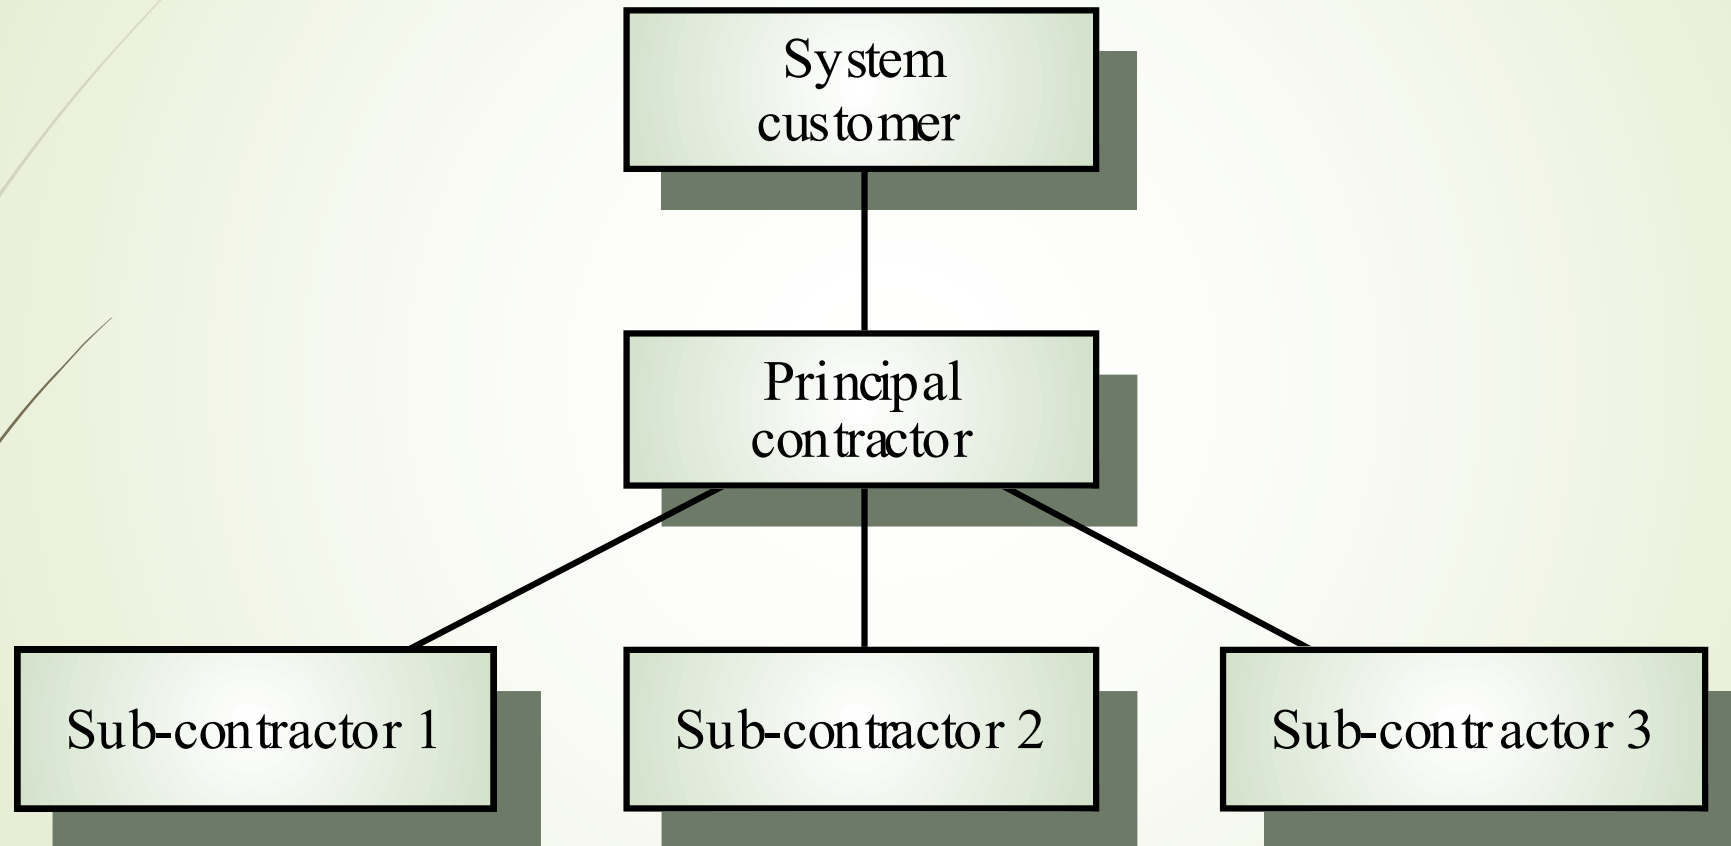 System
customer
Principal
contractor
Sub-contractor 1
Sub-contractor 2
Sub-contractor 3